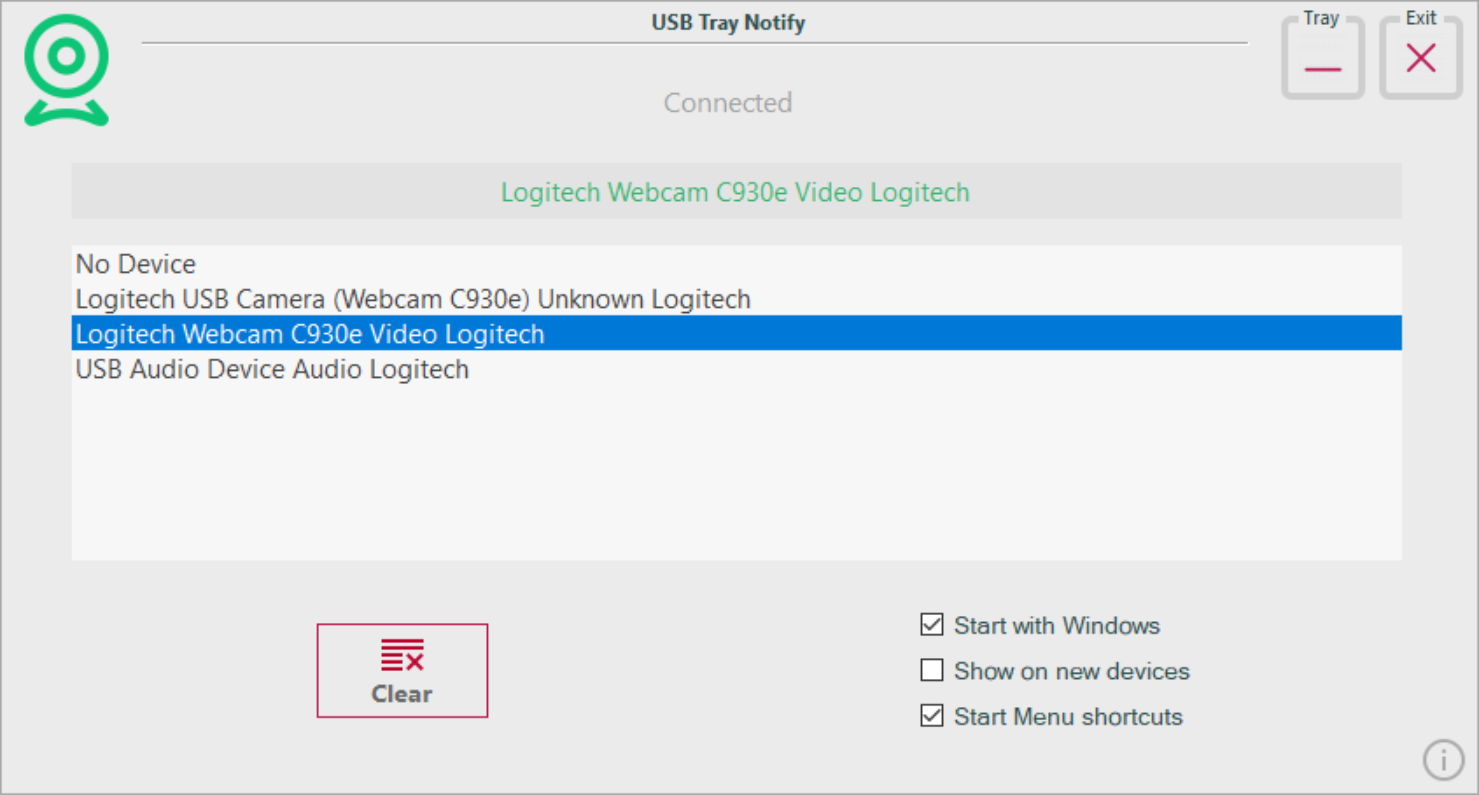 USB Tray Notify
Tray
Exit
Connected
Logitech Webcam C930e Video Logitech
No Device
Logitech USB Camera (Webcam C930e) Unknown Logitech
Logitech Webcam C930e Video Logitech
USB Audio Device Audio Logitech
Clear
Start with Windows
Show on new devices
Start Menu shortcuts